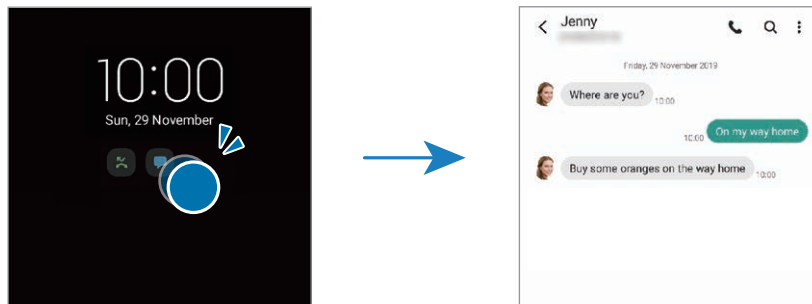 10:00
Sun, 29 November
Jenny
Friday, 29 November 2019
Where are you?
10:00
10:00
On my way home
Buy some oranges on the way home
10:00